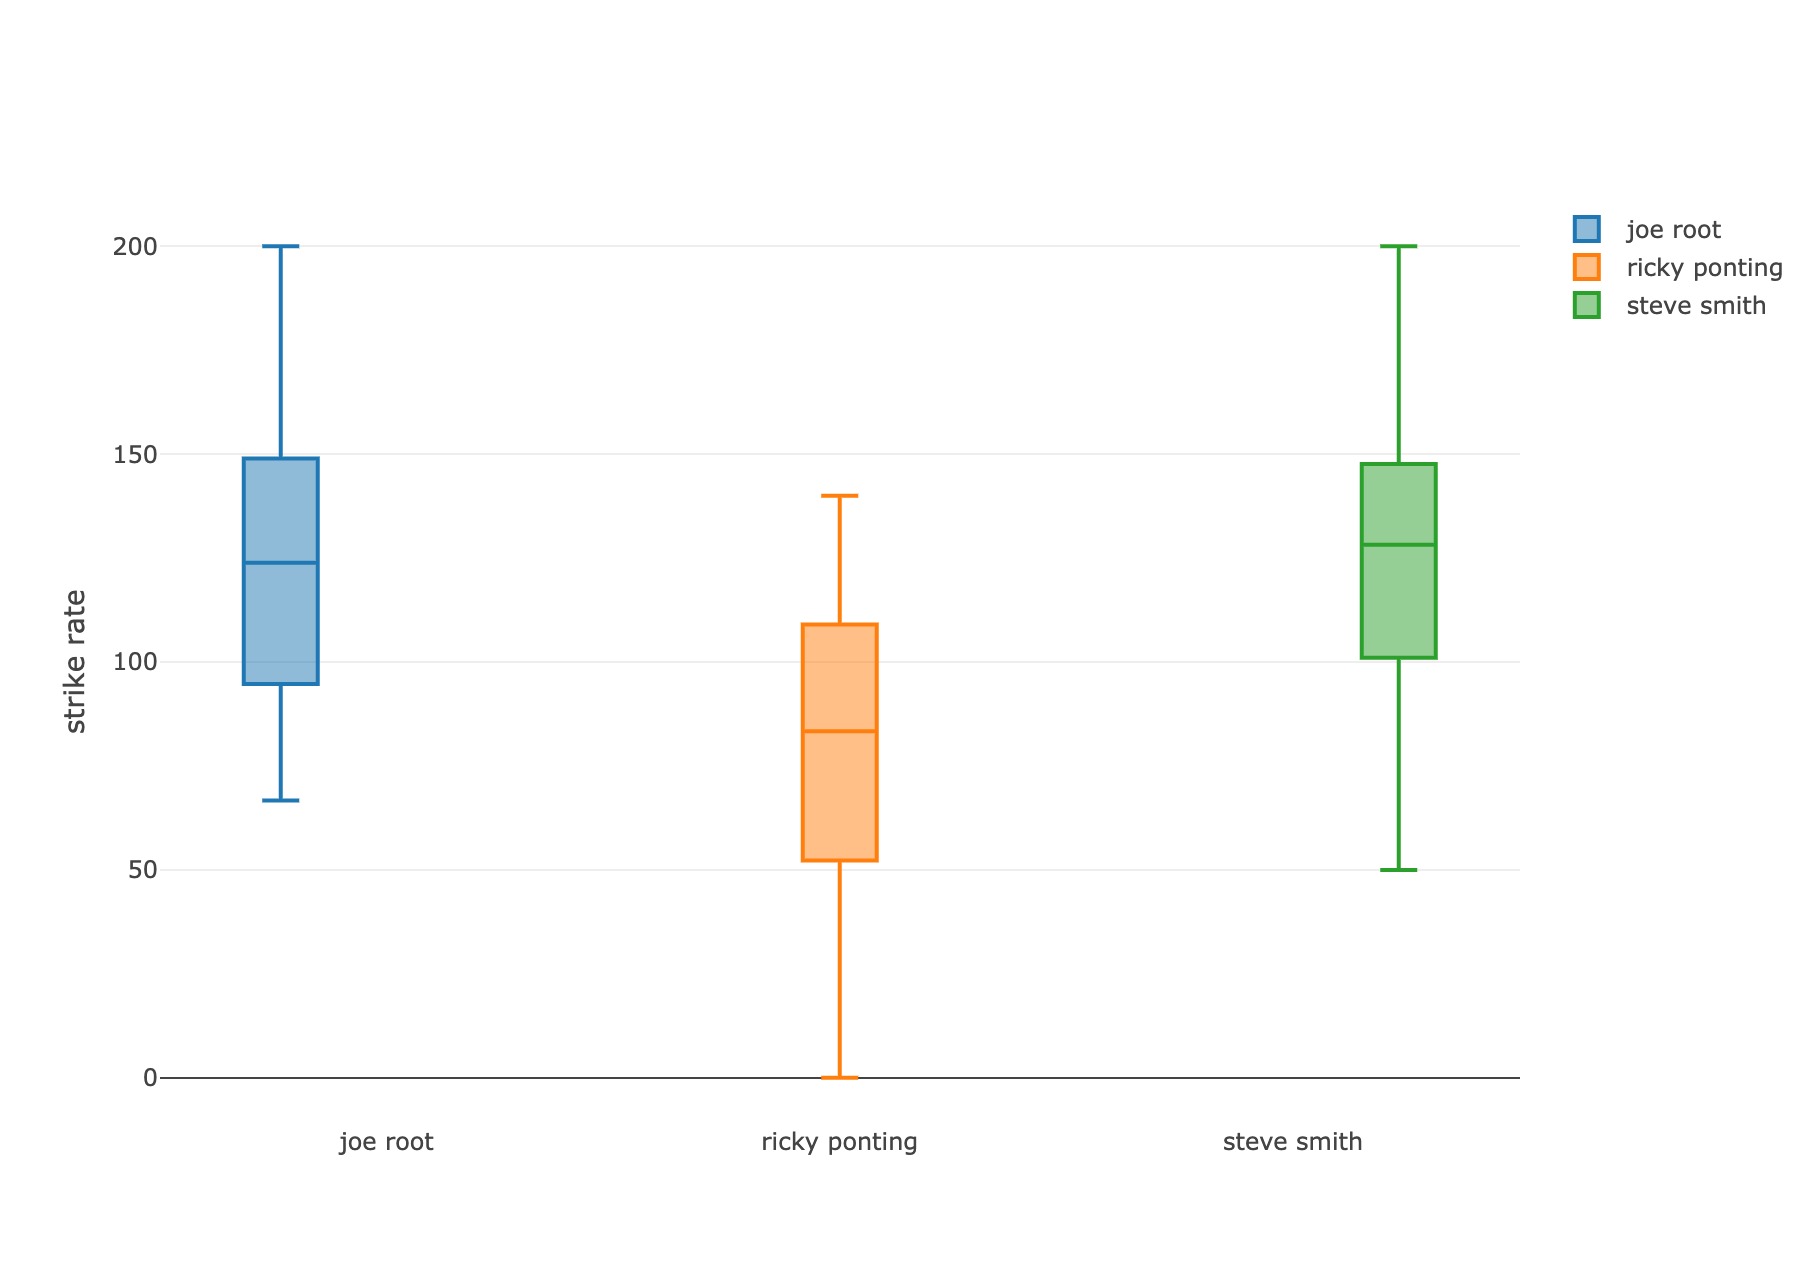 joe root
ricky ponting
steve smith
200
150
100
50
0
strike rate
joe root
ricky ponting
steve smith